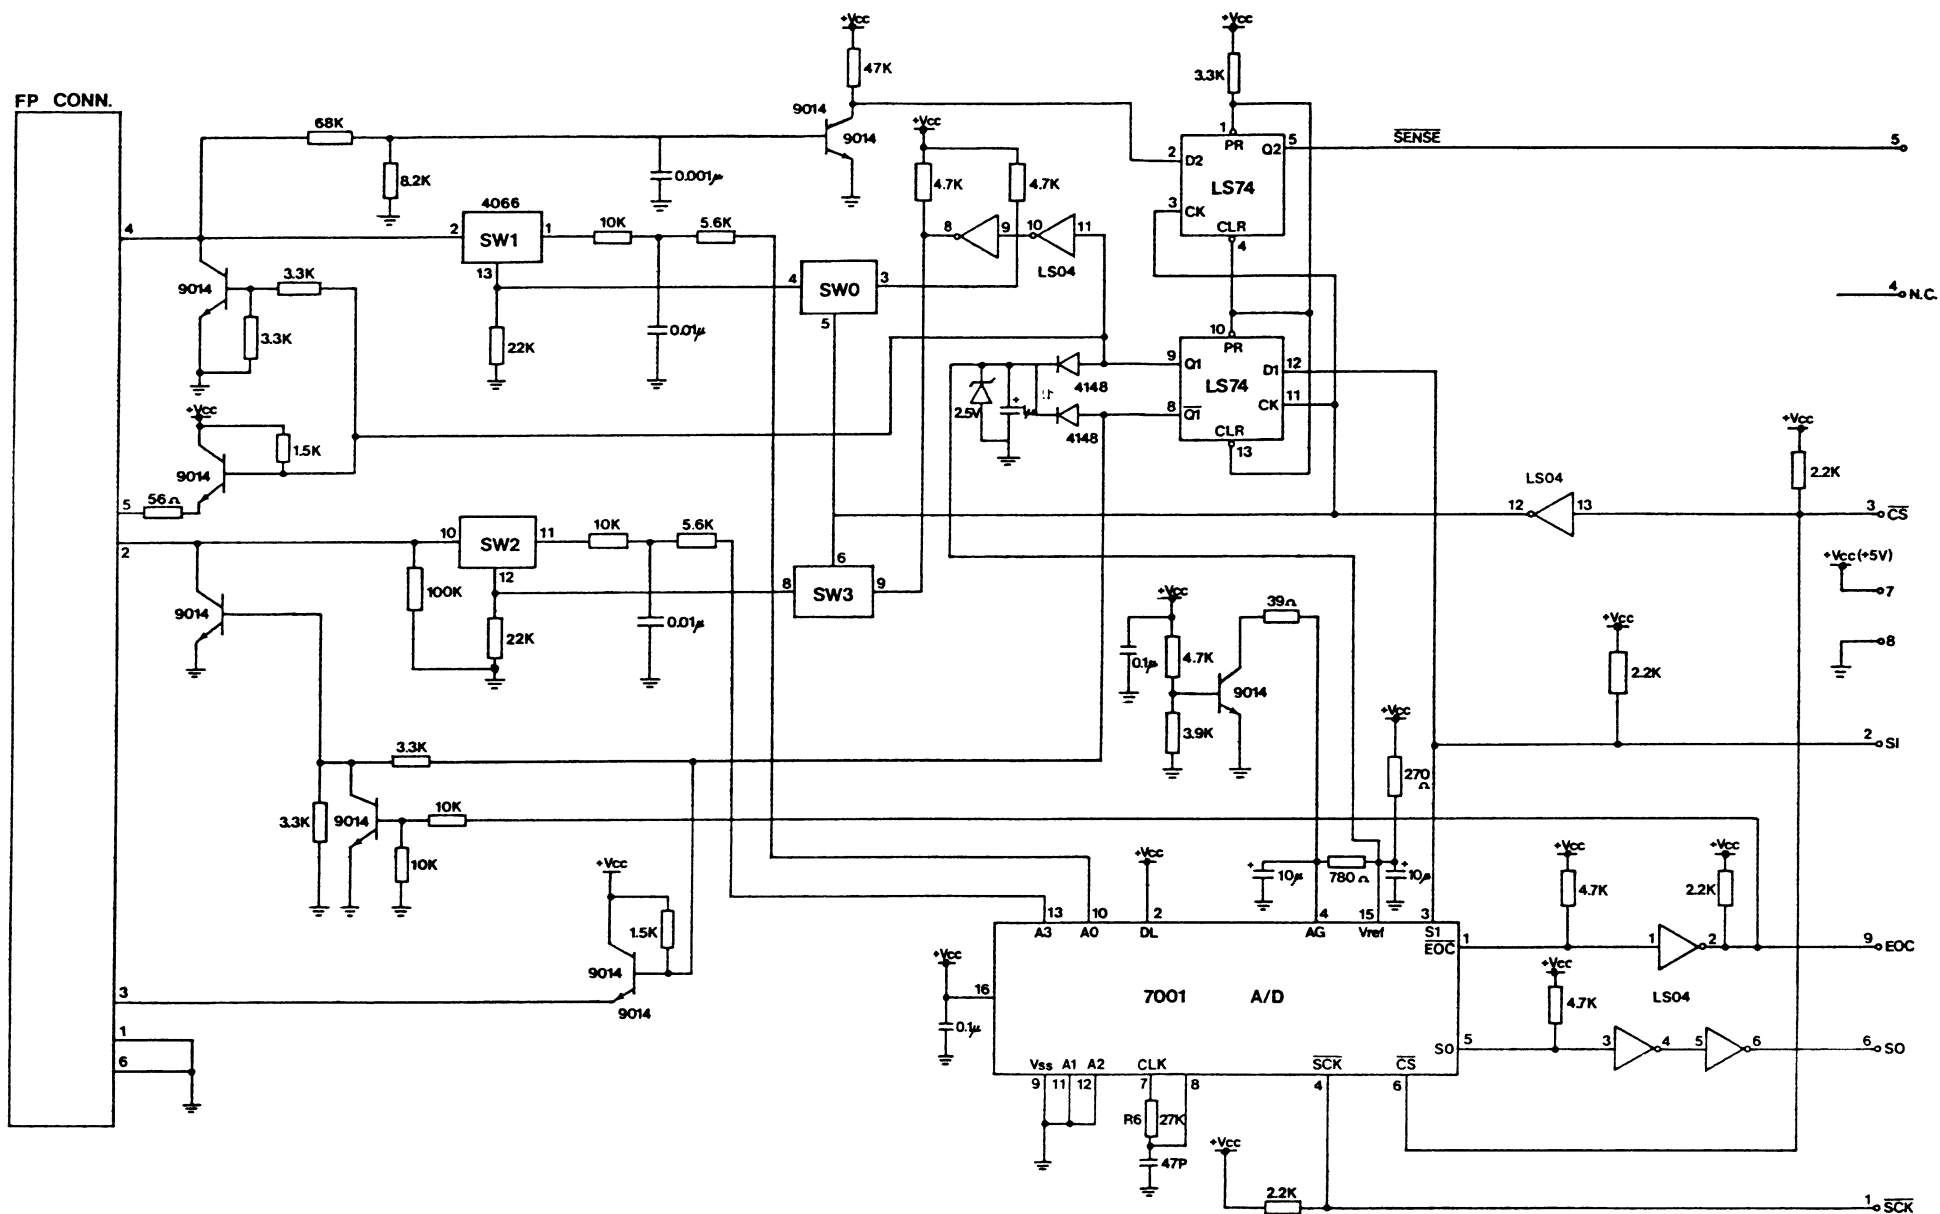 +Vcc
+Vcc
47K
3.3K
FP CONN.
9014
68K
9014
+Vcc
1
PR
2
D2
Q2
5
SENSE
5
8.2K
0.001μ
4.7K
4.7K
LS74
4066
3
CK
4
2
SW1
1
10K
5.6K
8
9
10
11
CLR
4
13
LS04
3.3K
9014
4
SW0
3
4
N.C.
5
3.3K
22K
0.01μ
10
PR
9
Q1
D1
12
4148
LS74
+Vcc
2.5V
+
1μ
11
CK
8
Q1
4148
CLR
13
+Vcc
1.5K
9014
2.2K
LS04
5
56Ω
12
13
3
CS
10
SW2
11
10K
5.6K
2
6
+Vcc(+5V)
12
8
SW3
9
7
100K
+Vcc
39Ω
9014
22K
0.01μ
+Vcc
8
0.1μ
4.7K
2.2K
9014
3.9K
+Vcc
2
SI
3.3K
270
Ω
3.3K
9014
10K
10K
+Vcc
+Vcc
+Vcc
+Vcc
+
10μ
780Ω
+
10μ
4.7K
2.2K
1.5K
13
10
2
4
15
3
A3
A0
DL
AG
Vref
S1
EOC
1
1
2
9
EOC
9014
+Vcc
+Vcc
16
7001 A/D
4.7K
LS04
3
9014
0.1μ
1
SO
5
3
4
5
6
6
SO
6
Vss
A1
A2
CLK
SCK
CS
9
11
12
7
8
4
6
R6
27K
+Vcc
47P
2.2K
1
SCK